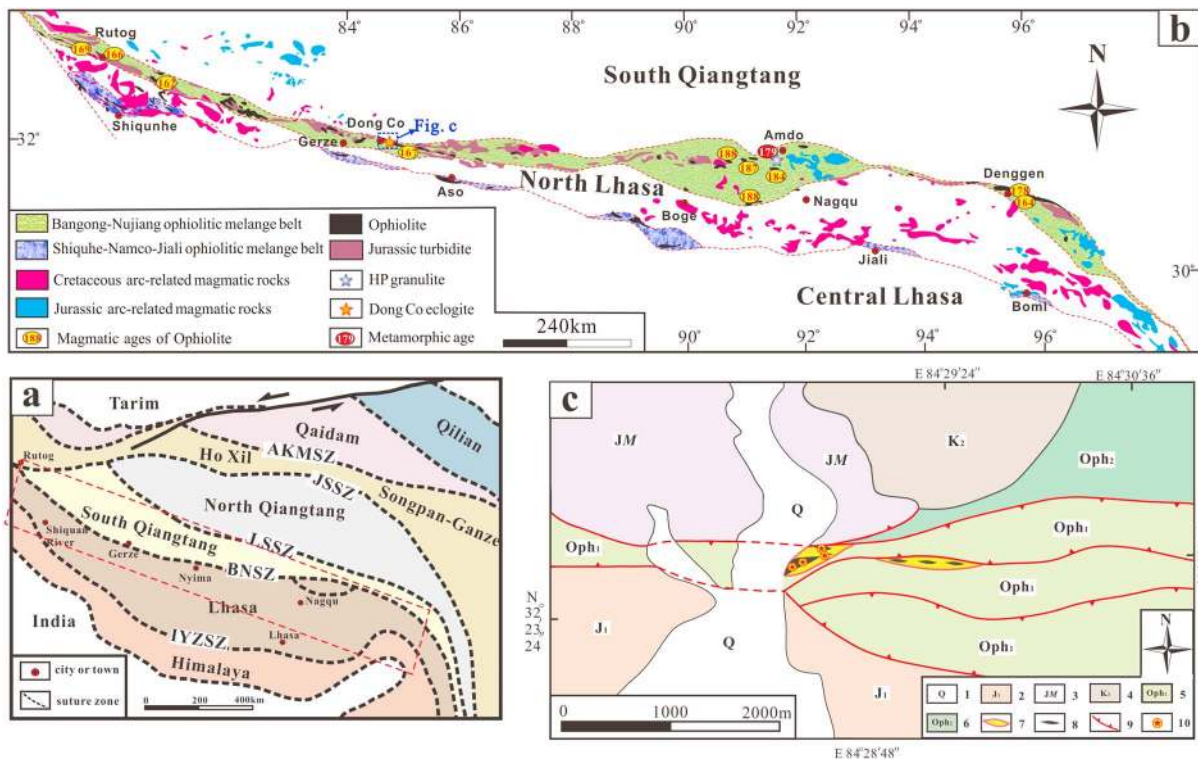 84°
86°
88°
90°
92°
94°
96°
b
Rutog
169
166
167
South Qiangtang
N
Shiqunhe
32°
Dong Co
Fig. c
Gerze
167
Amdo
188
179
187
184
188
Aso
North Lhasa
Boge
Nagqu
Denggen
178
164
Jiali
30°
Central Lhasa
Bomi
Bangong-Nujiang ophiolitic melange belt
Ophiolite
Shiquhe-Namco-Jiali ophiolitic melange belt
Jurassic turbidite
Cretaceous arc-related magmatic rocks
HP granulite
Jurassic arc-related magmatic rocks
Dong Co eclogite
188 Magmatic ages of Ophiolite
179 Metamorphic age
240km
90°
92°
94°
96°
a
Tarim
Qaidam
Qilian
Rutog
Ho Xil
AKMSZ
JSSZ
North Qiangtang
Songpan-Ganze
South Qiangtang
LSSZ
Shiquan
River
Gerze
BNSZ
Nyima
Lhasa
Nagqu
India
IYZSZ
Lhasa
Himalaya
city or town
suture zone
0 200 400km
c
E 84°29′24″
E 84°30′36″
JM
JM
K₂
Oph₂
Q
Oph₁
Oph₁
Oph₁
Oph₁
J₁
Q
J₁
N
32°
23′
24″
N
Q 1
J₁ 2
JM 3
K₂ 4
Oph₁ 5
Oph₂ 6
7
8
9
10
0 1000 2000m
E 84°28′48″